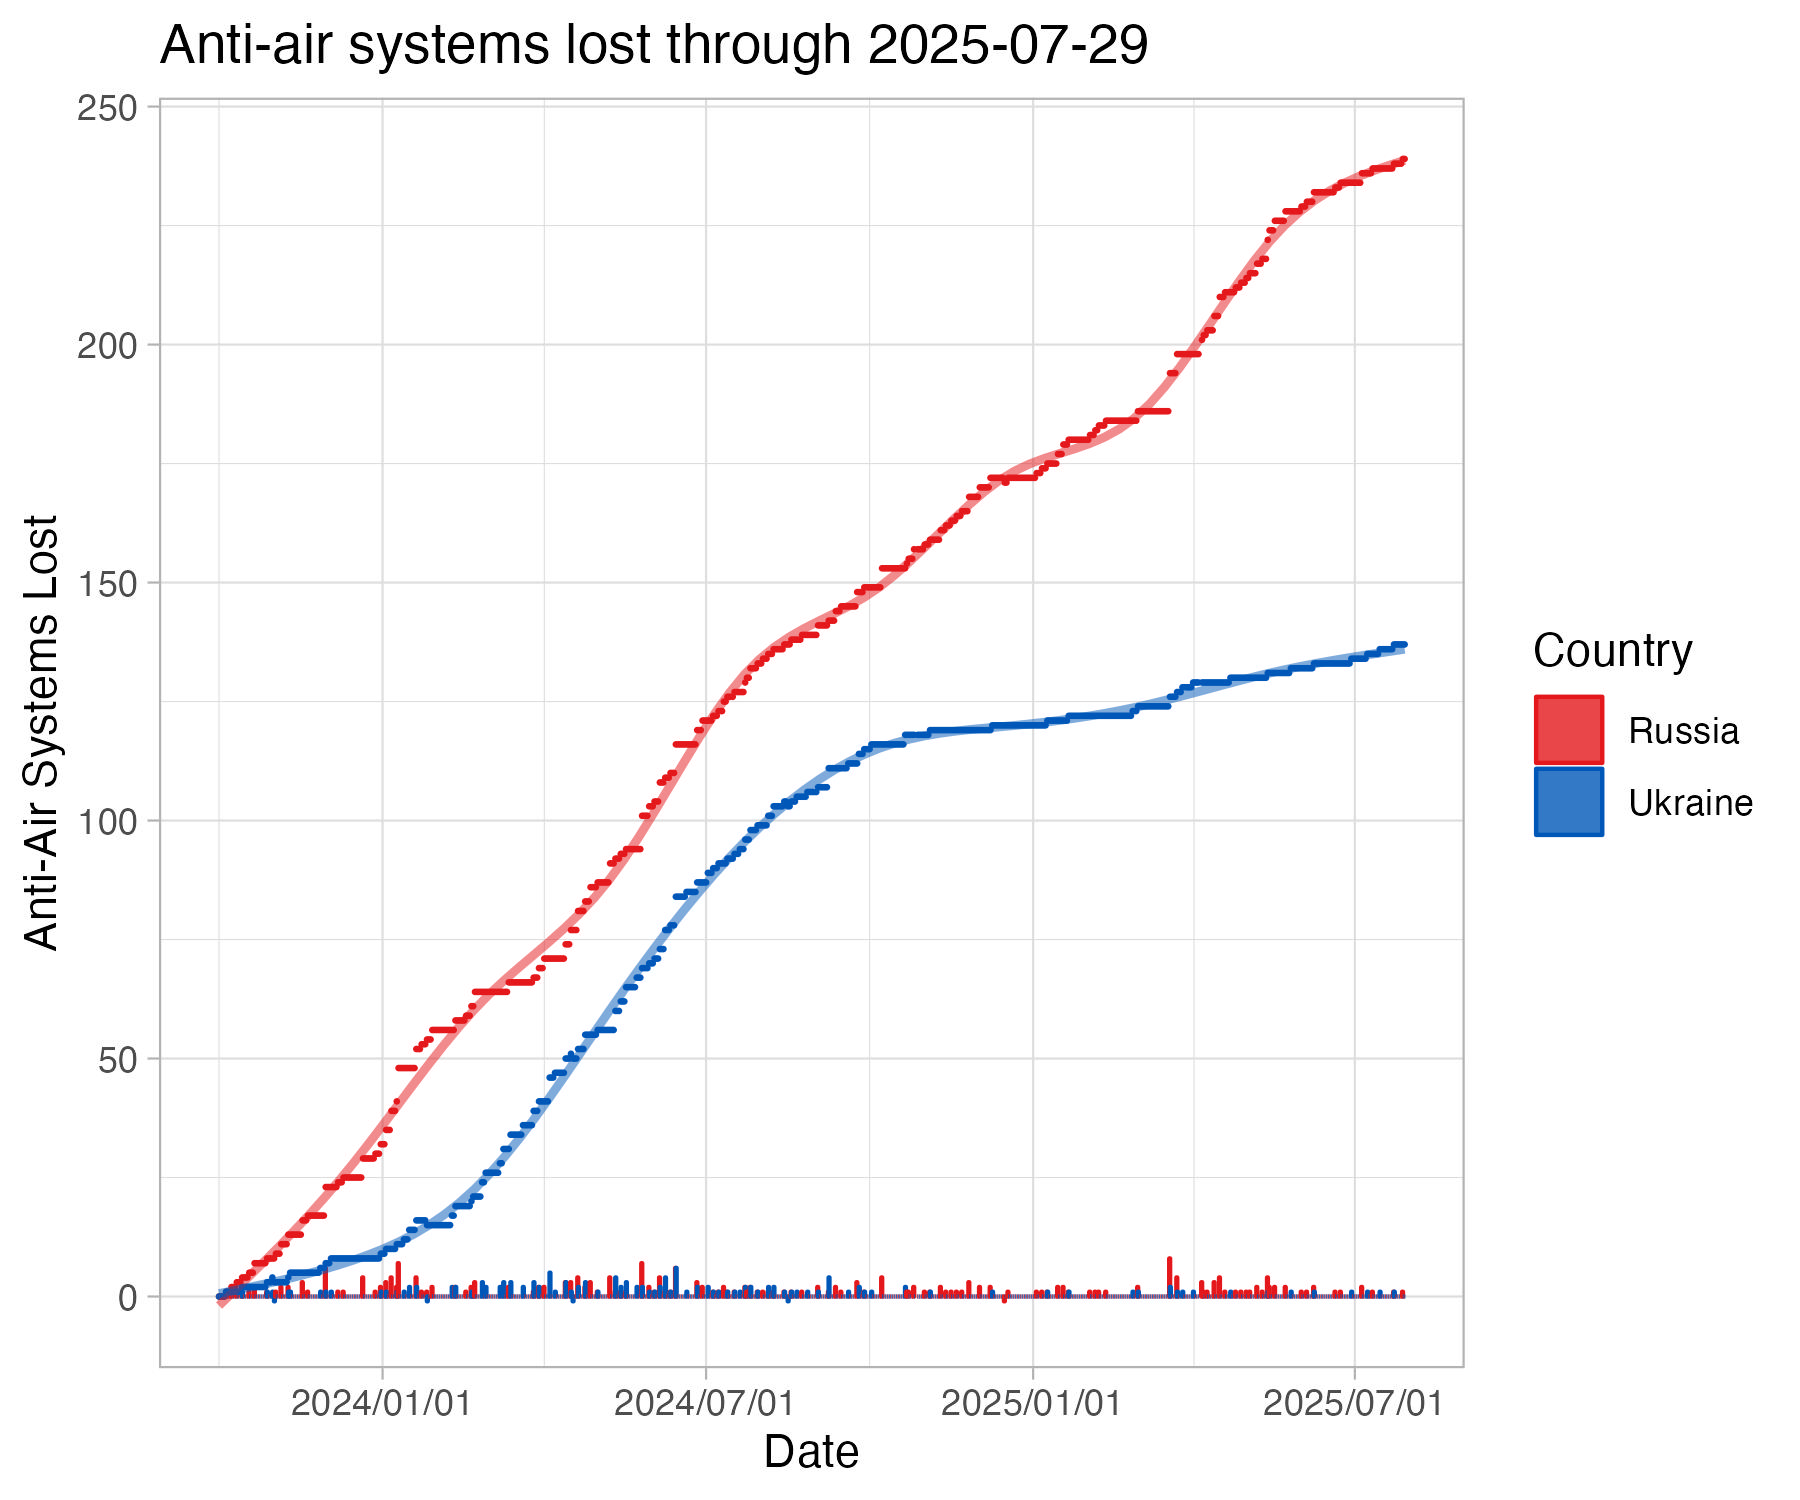 Anti-air systems lost through 2025-07-29
Anti-Air Systems Lost
250
200
150
100
50
0
2024/01/01
2024/07/01
2025/01/01
2025/07/01
Date
Country
Russia
Ukraine